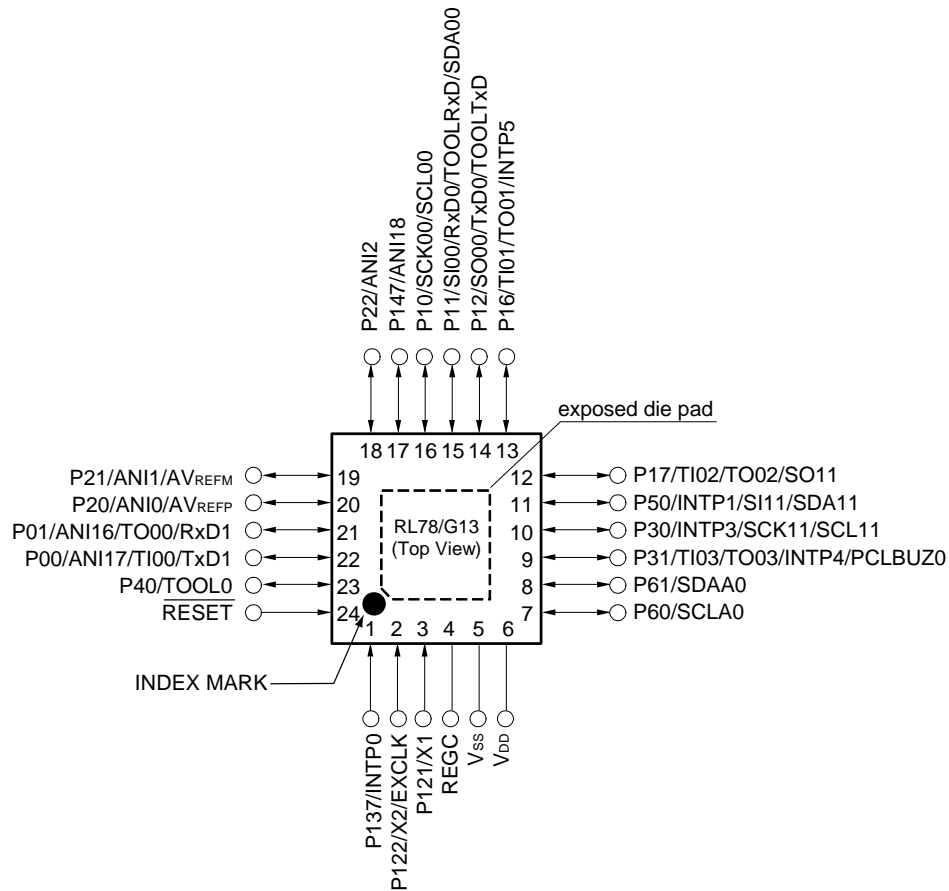 P22/ANI2
P147/ANI18
P10/SCK00/SCL00
P11/SI00/RxD0/TOOLRxD/SDA00
P12/SO00/TxD0/TOOLTxD
P16/TI01/TO01/INTP5
exposed die pad
18 17 16 15 14 13
P21/ANI1/AVREFM 19
P20/ANI0/AVREFP 20
P01/ANI16/TO00/RxD1 21
P00/ANI17/TI00/TxD1 22
P40/TOOL0 23
RESET 24
RL78/G13
(Top View)
12 P17/TI02/TO02/SO11
11 P50/INTP1/SI11/SDA11
10 P30/INTP3/SCK11/SCL11
9 P31/TI03/TO03/INTP4/PCLBUZ0
8 P61/SDAA0
7 P60/SCLA0
1 2 3 4 5 6
INDEX MARK
P137/INTP0
P122/X2/EXCLK
P121/X1
REGC
VSS
VDD